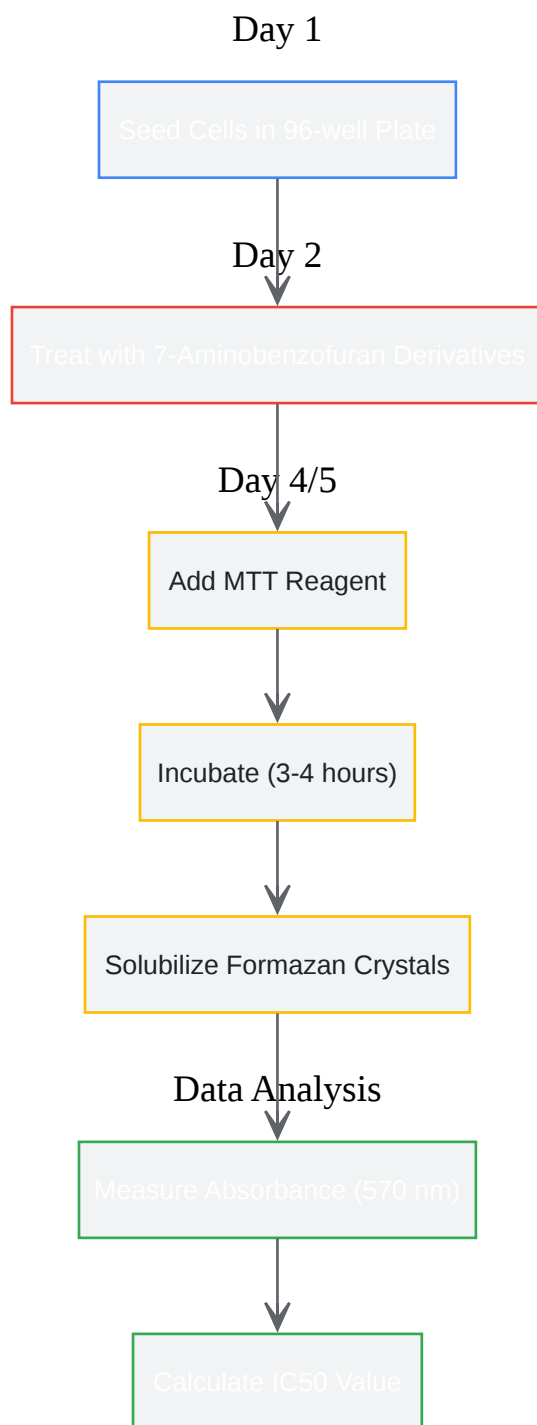 Day 1
Seed Cells in 96-well Plate
Day 2
Treat with 7-Aminobenzofuran Derivatives
Day 4/5
Add MTT Reagent
Incubate (3-4 hours)
Solubilize Formazan Crystals
Data Analysis
Measure Absorbance (570 nm)
Calculate IC50 Value